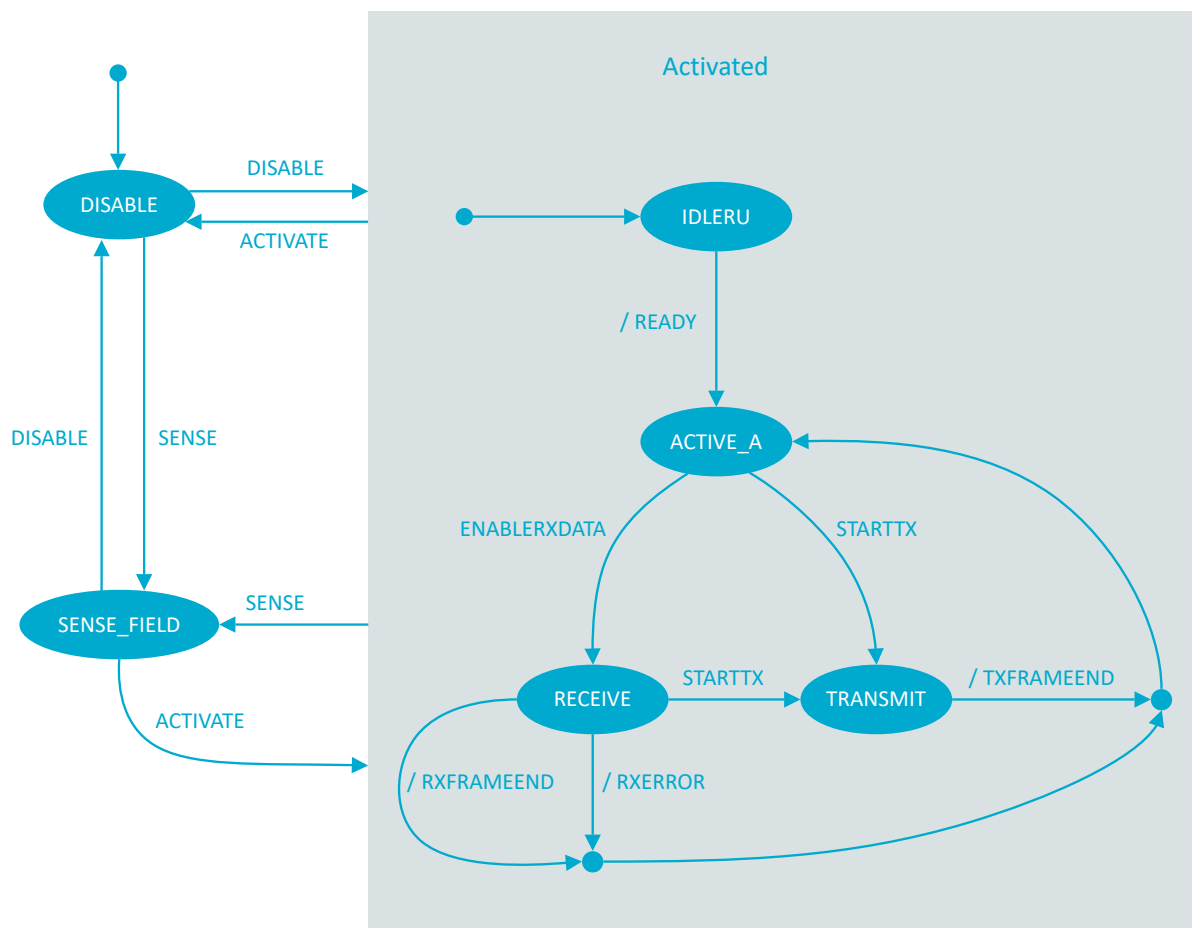 Activated
DISABLE
DISABLE
ACTIVATE
IDLERU
/ READY
DISABLE
SENSE
ACTIVE_A
ENABLERXDATA
STARTTX
SENSE
SENSE_FIELD
STARTTX
/ TXFRAMEEND
RECEIVE
TRANSMIT
ACTIVATE
/ RXFRAMEEND
/ RXERROR